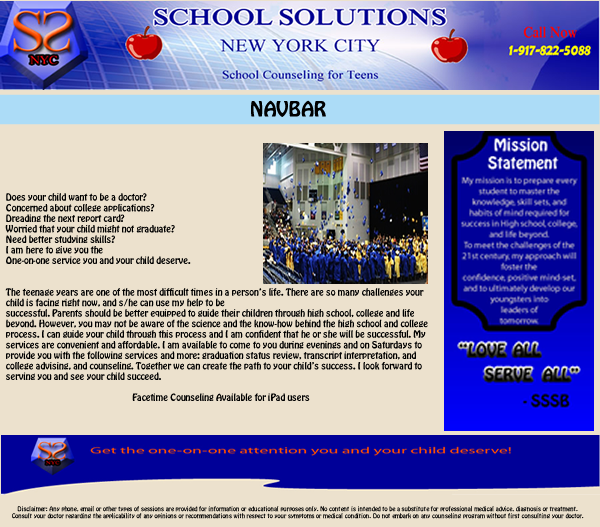 SS
NYC
SCHOOL SOLUTIONS
NEW YORK CITY
School Counseling for Teens
Call Now
1-917-822-5088
NAVBAR
Does your child want to be a doctor?
Concerned about college applications?
Dreading the next report card?
Worried that your child might not graduate?
Need better studying skills?
I am here to give you the
One-on-one service you and your child deserve.
The teenage years are one of the most difficult times in a person's life. There are so many challenges your
child is facing right now, and s/he can use my help to be
successful. Parents should be better equipped to guide their children through high school, college and life
beyond. However, you may not be aware of the science and the know-how behind the high school and college
process. I can guide your child through this process and I am confident that he or she will be successful. My
services are convenient and affordable. I am available to come to you during evenings and on Saturdays to
provide you with the following services and more: graduation status review, transcript interpretation, and
college advising, and counseling. Together we can create the path to your child's success. I look forward to
serving you and see your child succeed.
Facetime Counseling Available for iPad users
Mission
Statement
My mission is to prepare every
student to master the
knowledge, skill sets, and
habits of mind required for
success in High school, college,
and life beyond.
To meet the challenges of the
21st century, my approach will
foster the
confidence, positive mind-set,
and to ultimately develop our
youngsters into
leaders of
tomorrow.
"LOVE ALL
SERVE ALL"
- SSSB
SS
NYC
Get the one-on-one attention you and your child deserve!
Disclaimer: Any phone, email or other types of sessions are provided for information or educational purposes only. No content is intended to be a substitute for professional medical advice, diagnosis or treatment.
Consult your doctor regarding the applicability of any opinions or recommendations with respect to your symptoms or medical condition. Do not embark on any counseling program without first consulting your doctor.